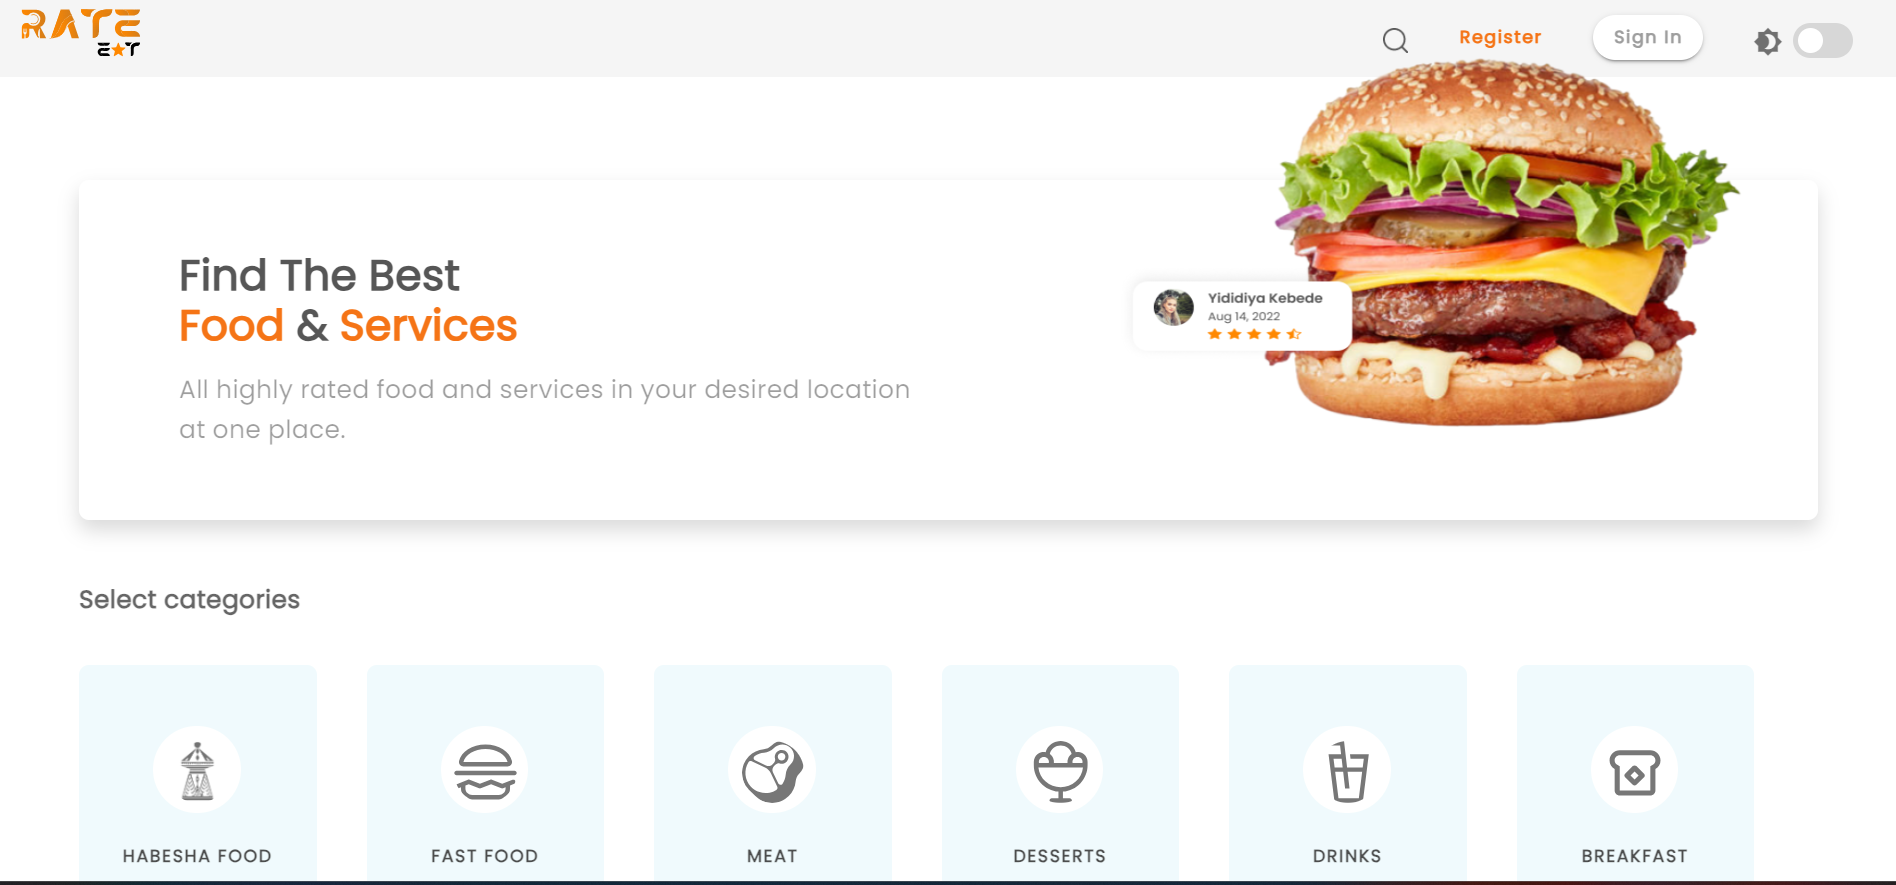 RATE
EAT
Register
Sign In
Find The Best
Food & Services
All highly rated food and services in your desired location
at one place.
Yididiya Kebede
Aug 14, 2022
Select categories
HABESHA FOOD
FAST FOOD
MEAT
DESSERTS
DRINKS
BREAKFAST